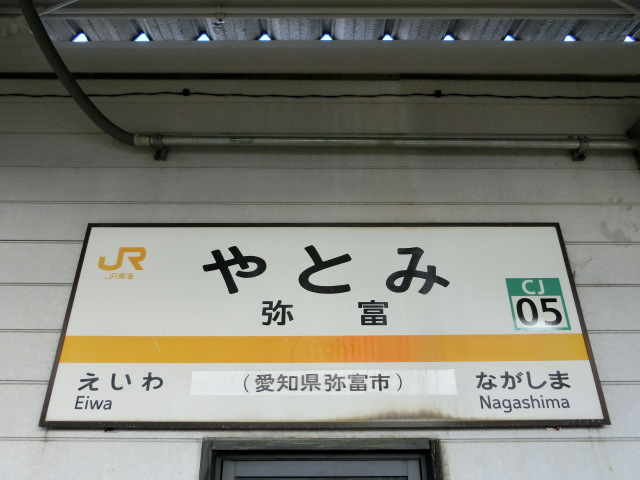 JR
JR東海
やとみ
弥富
CJ
05
Yatomi
えいわ
Eiwa
(愛知県弥富市)
ながしま
Nagashima